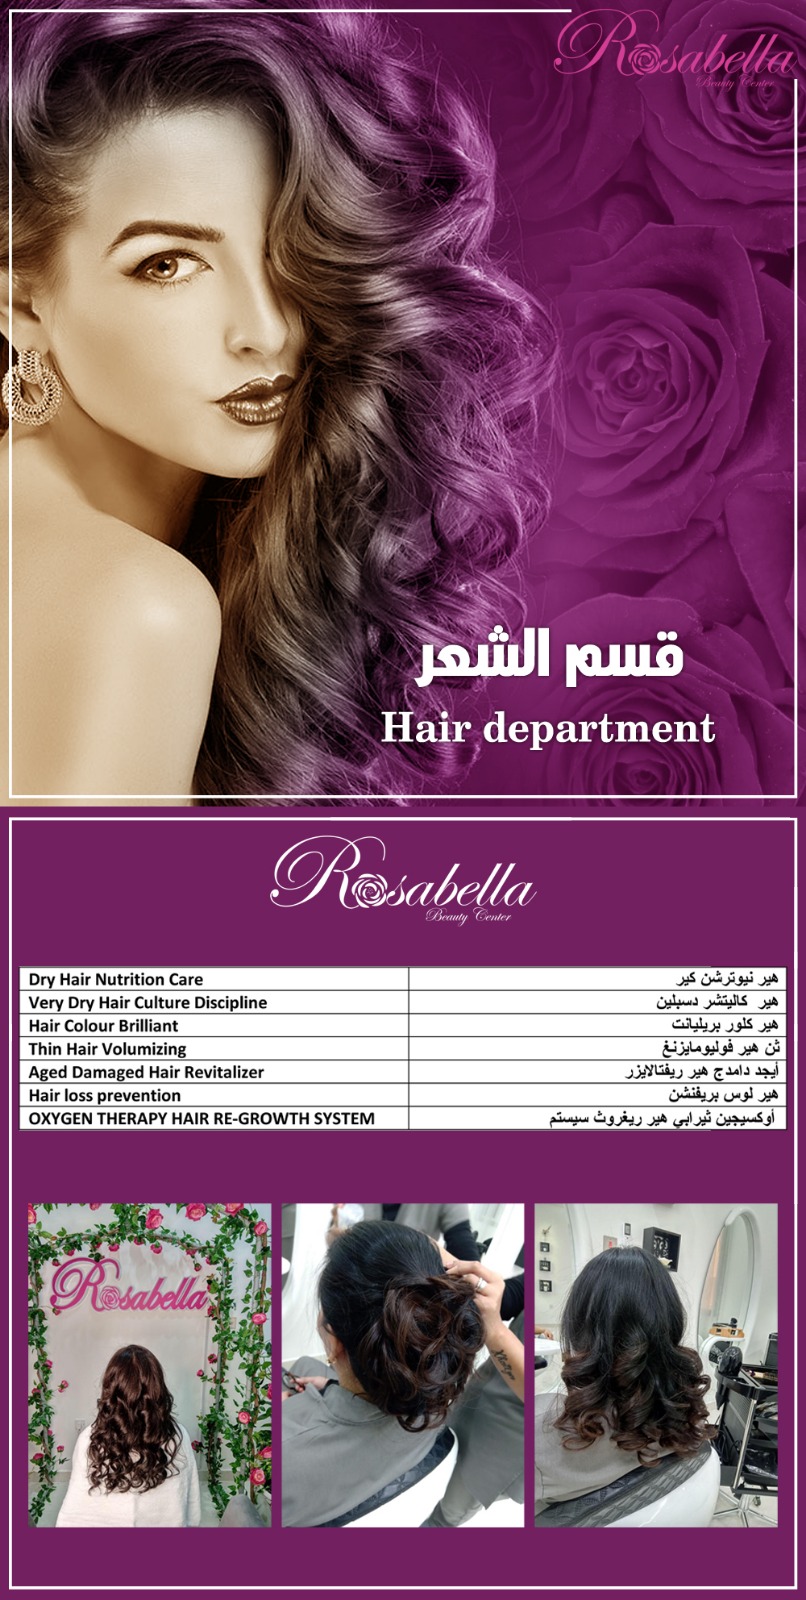 Rosabella
Beauty Center
قسم الشعر
Hair department
Rosabella
Beauty Center
Dry Hair Nutrition Care هير نيوترشن كير
Very Dry Hair Culture Discipline هير كاليتشر دسبلين
Hair Colour Brilliant هير كلور بريليانت
Thin Hair Volumizing ثن هير فوليومايزنغ
Aged Damaged Hair Revitalizer أيجد دامدج هير ريفتالايزر
Hair loss prevention هير لوس بريفنشن
OXYGEN THERAPY HAIR RE-GROWTH SYSTEM أوكسيجين ثيرابي هير ريغروث سيستم
Rosabella